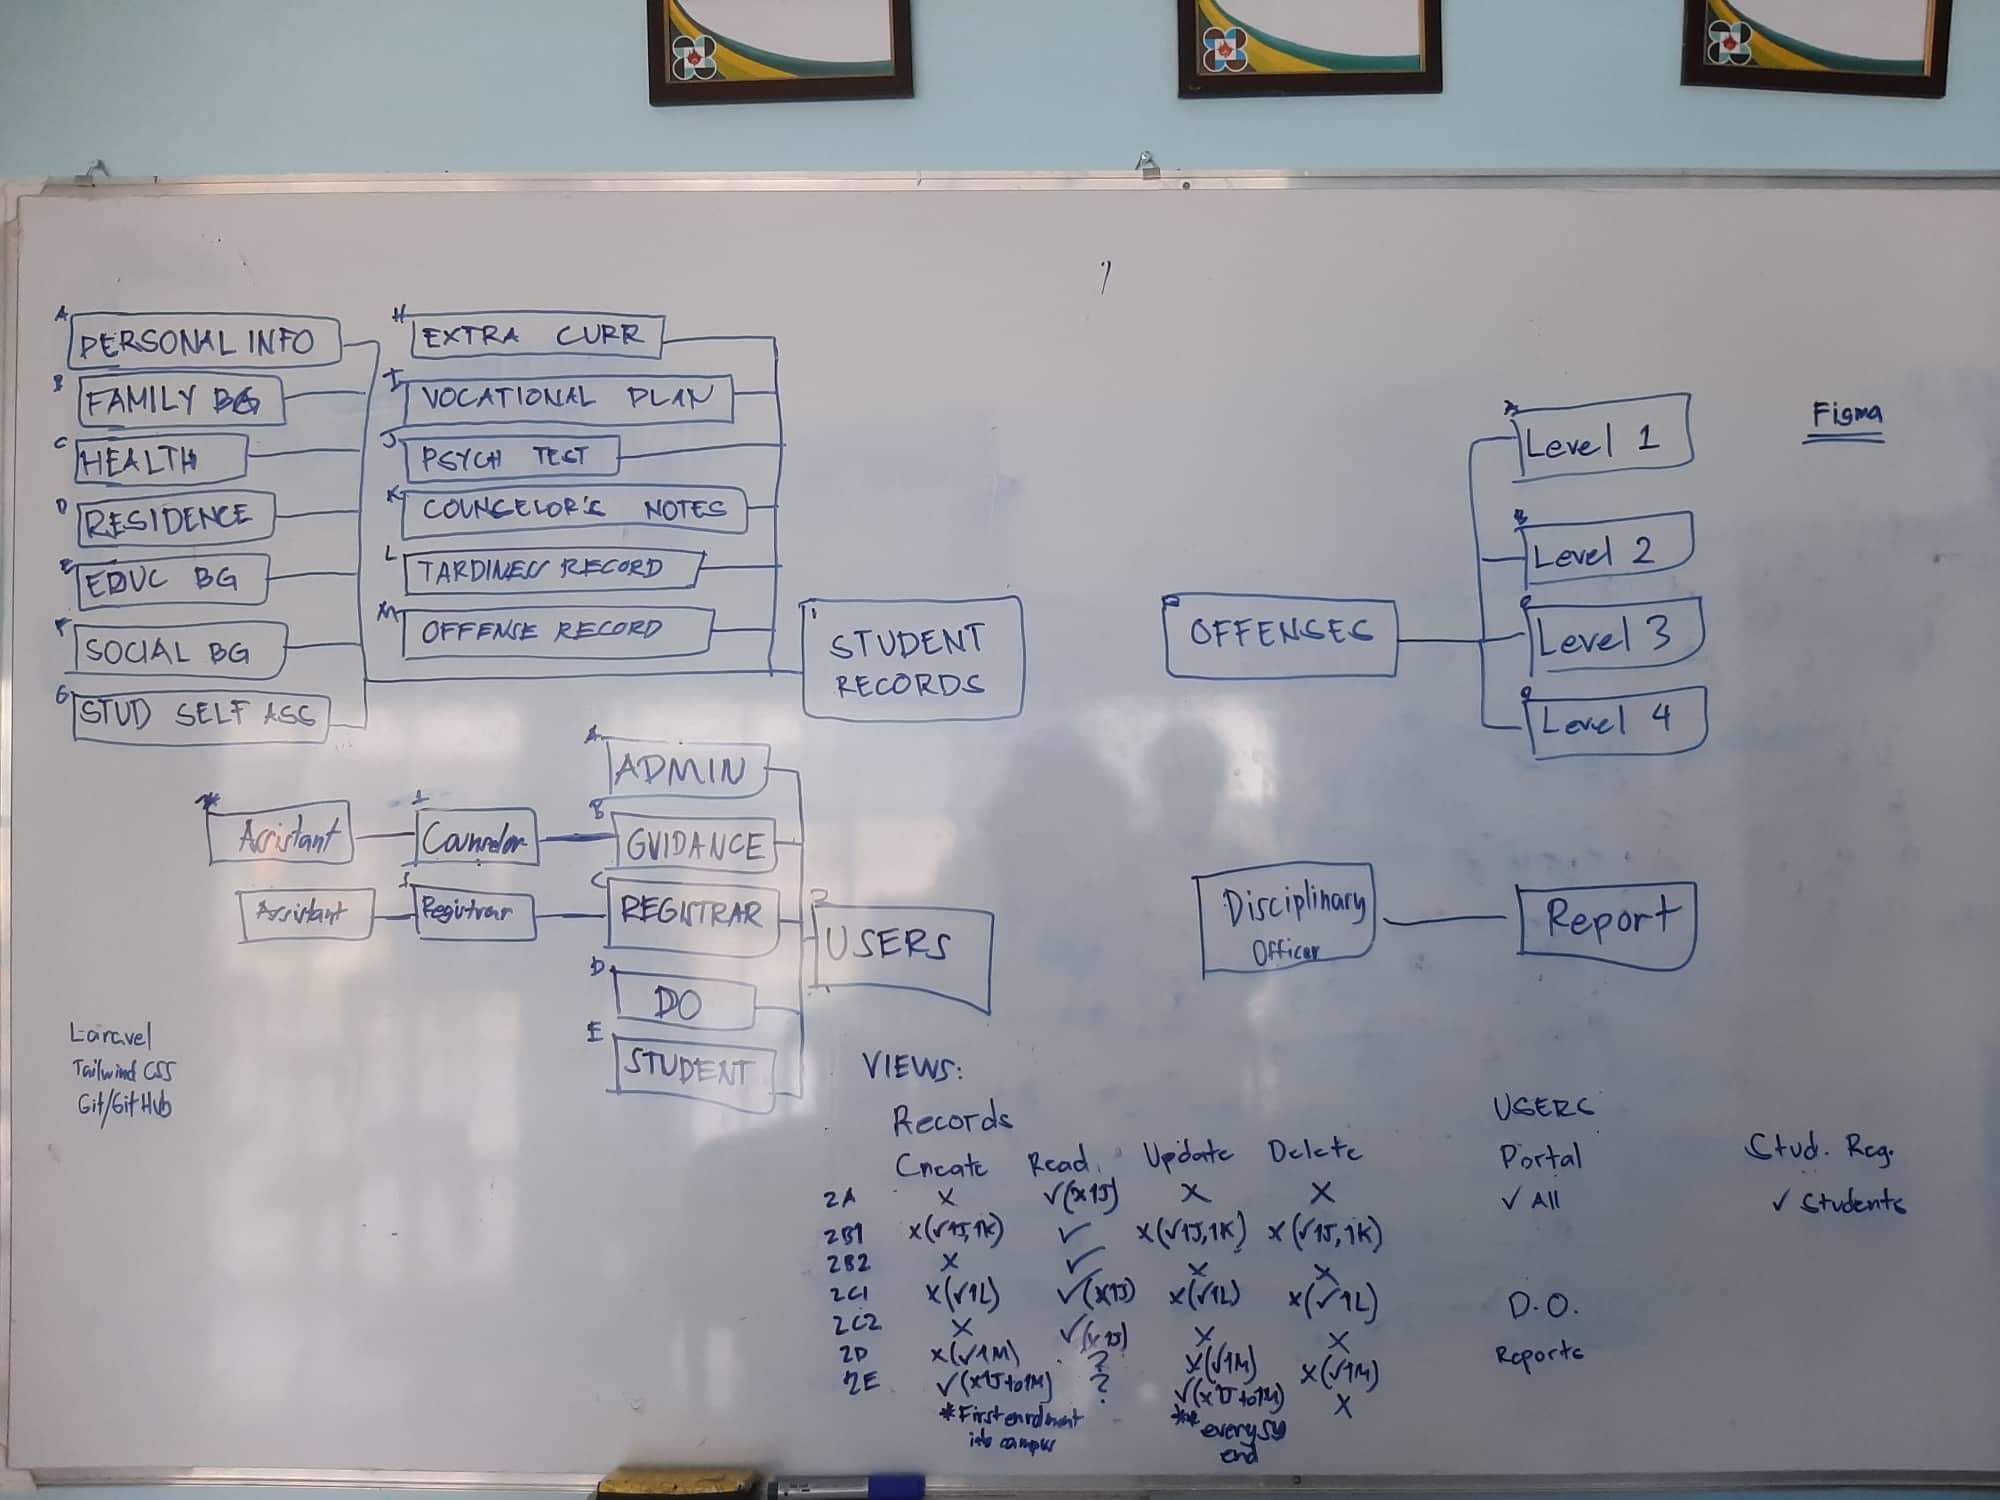 A
PERSONAL INFO
B
FAMILY BG
C
HEALTH
D
RESIDENCE
E
EDUC BG
F
SOCIAL BG
G
STUD SELF ASS
H
EXTRA CURR
I
VOCATIONAL PLAN
J
PSYCH TEST
K
COUNSELOR'S NOTES
L
TARDINESS RECORD
M
OFFENSE RECORD
1
STUDENT
RECORDS
OFFENSES
A
Level 1
B
Level 2
C
Level 3
D
Level 4
Figma
A
ADMIN
B
GUIDANCE
1
Counselor
Assistant
C
REGISTRAR
1
Registrar
Assistant
D
DO
E
STUDENT
2
USERS
Disciplinary
Officer
Report
Laravel
Tailwind CSS
Git/GitHub
VIEWS:
Records
Create Read Update Delete
2A X √(x1J) X X
2B1 X(√1J,1K) √ X(√1J,1K) X(√1J,1K)
2B2 X √ X X
2C1 X(√1L) √(x1J) X(√1L) X(√1L)
2C2 X √(x1J) X X
2D X(√1M) ? X(√1M) X(√1M)
2E √(x1J to 1M) ? √(x1J to 1M) X
*First enrolment
into campus
** every SY
end
USERS
Portal
√ All
Stud. Reg.
√ Students
D.O.
Reports